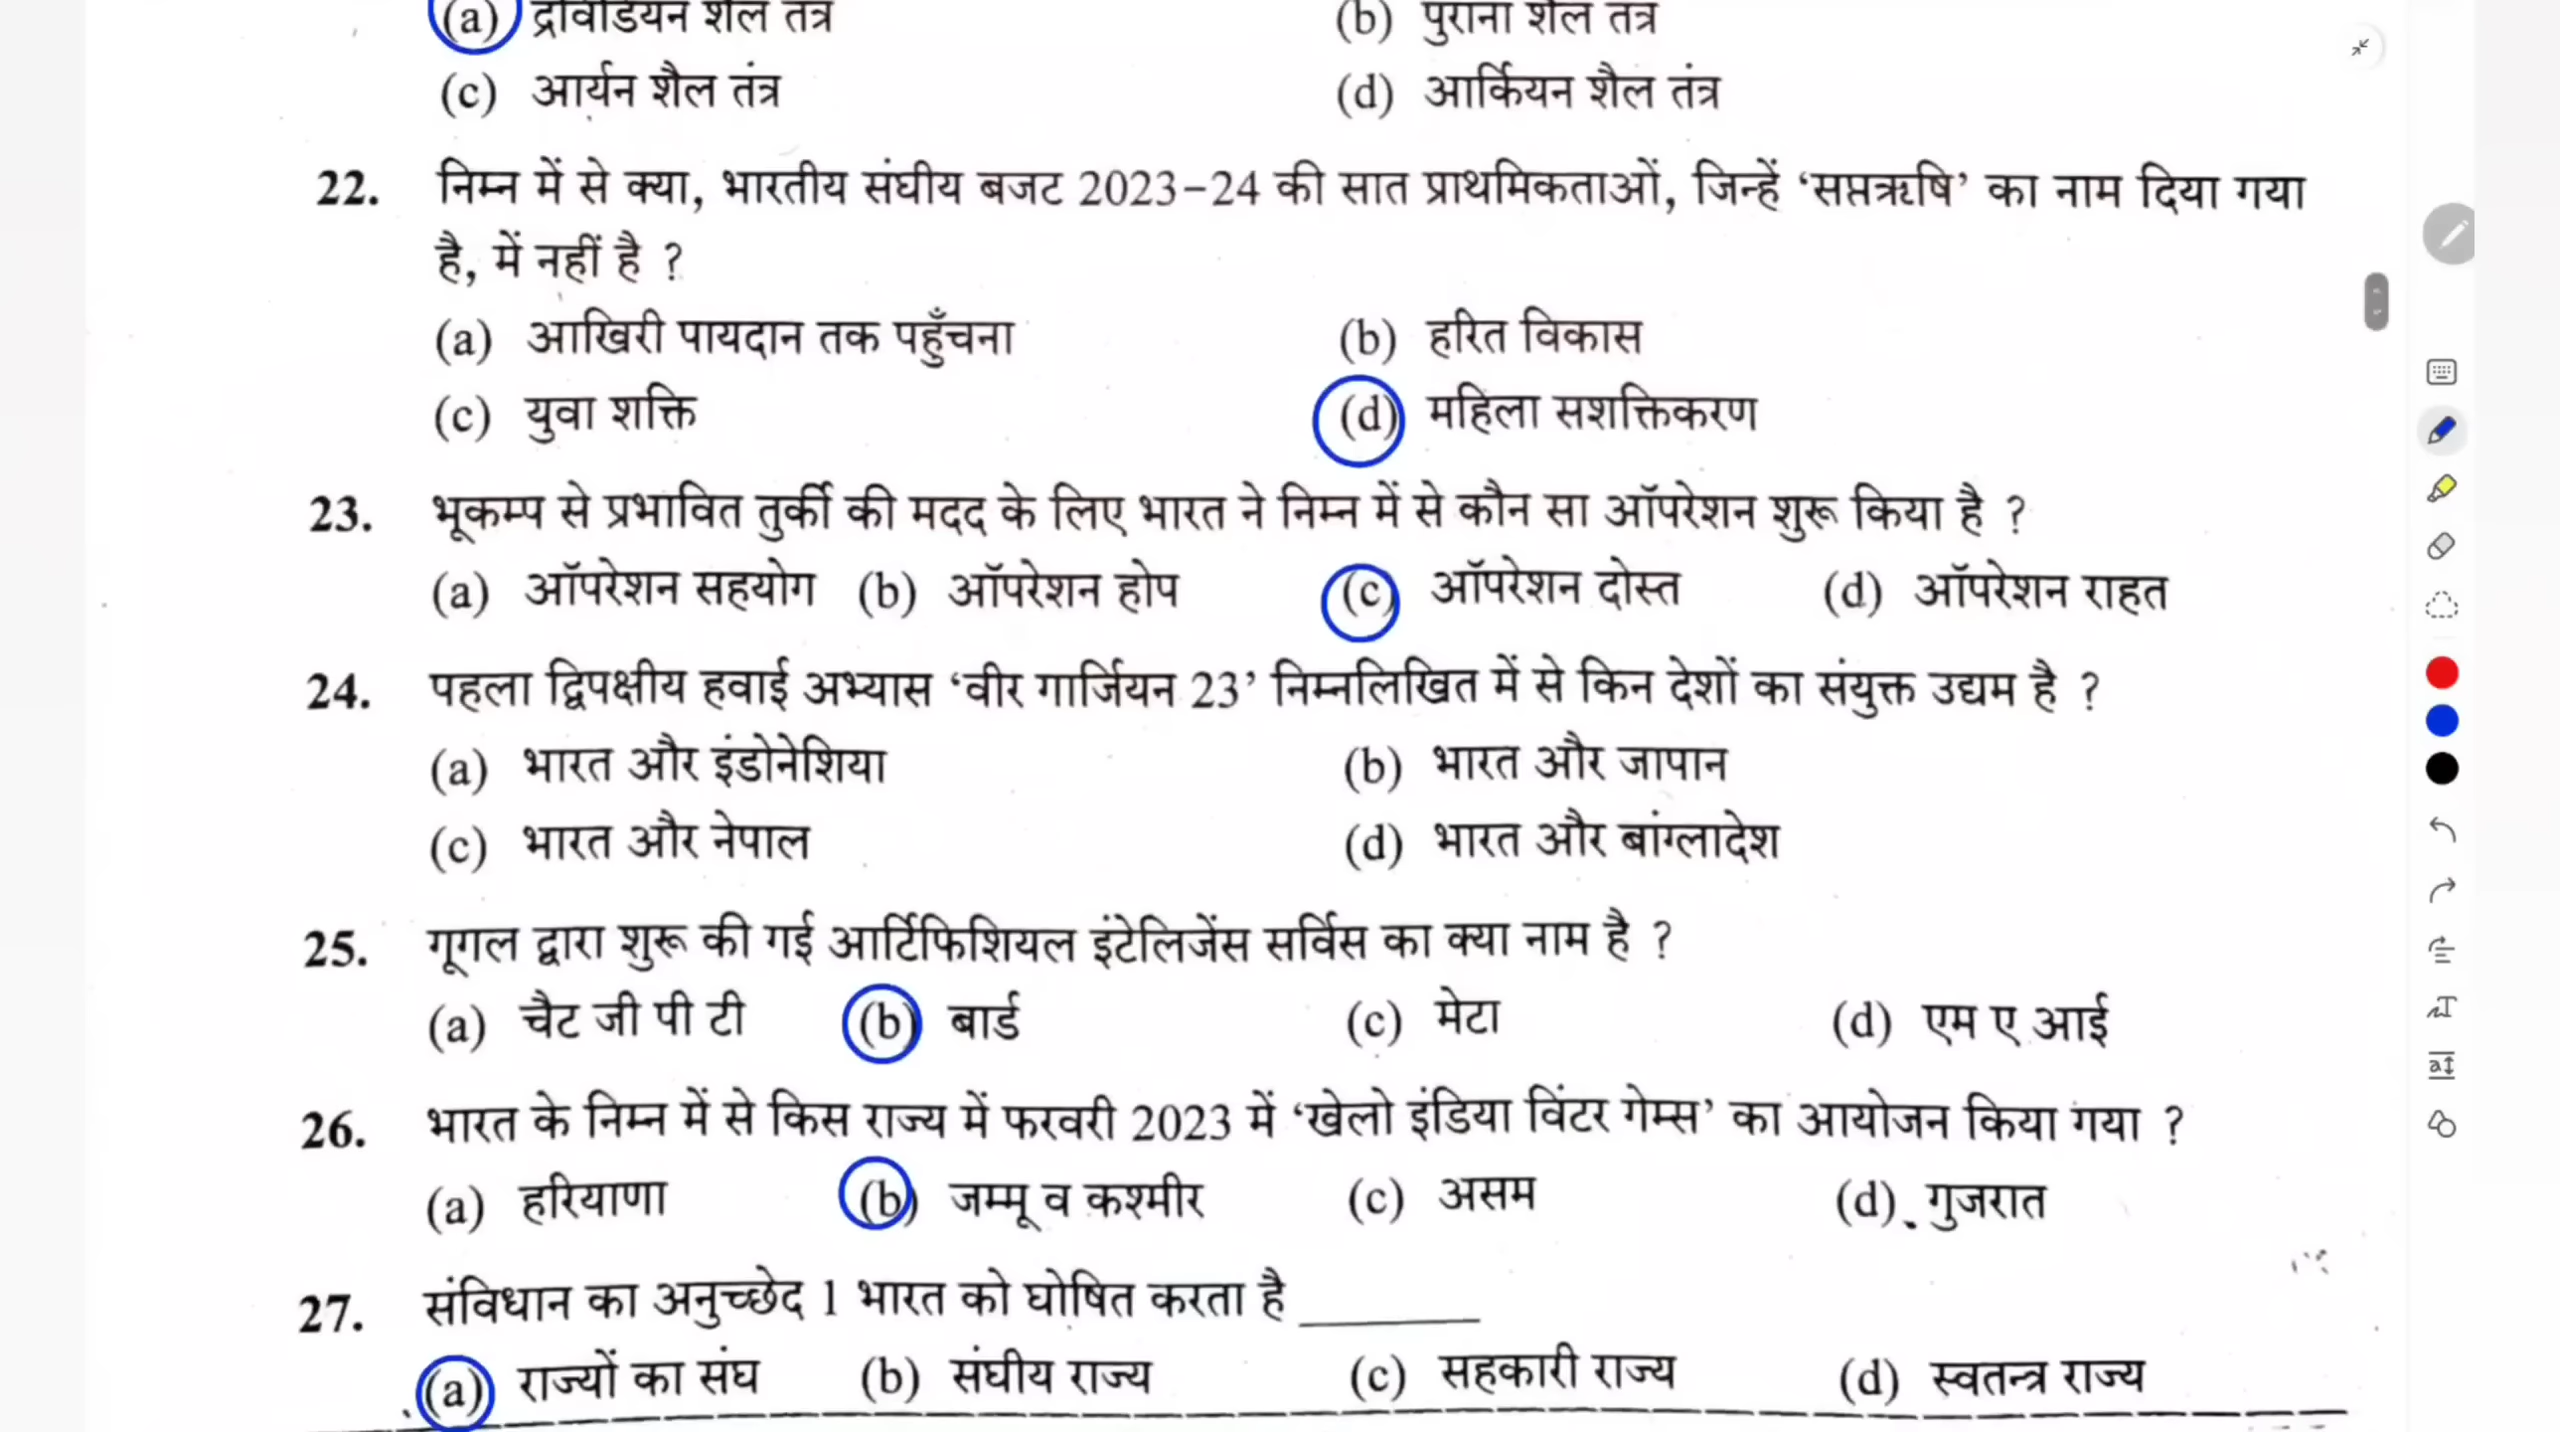 (a) द्रविडियन शैल तंत्र (b) पुराना शैल तंत्र
(c) आर्यन शैल तंत्र (d) आर्कियन शैल तंत्र
22. निम्न में से क्या, भारतीय संघीय बजट 2023-24 की सात प्राथमिकताओं, जिन्हें ‘सप्तऋषि’ का नाम दिया गया
है, में नहीं है ?
(a) आखिरी पायदान तक पहुँचना (b) हरित विकास
(c) युवा शक्ति (d) महिला सशक्तिकरण
23. भूकम्प से प्रभावित तुर्की की मदद के लिए भारत ने निम्न में से कौन सा ऑपरेशन शुरू किया है ?
(a) ऑपरेशन सहयोग (b) ऑपरेशन होप (c) ऑपरेशन दोस्त (d) ऑपरेशन राहत
24. पहला द्विपक्षीय हवाई अभ्यास ‘वीर गार्जियन 23’ निम्नलिखित में से किन देशों का संयुक्त उद्यम है ?
(a) भारत और इंडोनेशिया (b) भारत और जापान
(c) भारत और नेपाल (d) भारत और बांग्लादेश
25. गूगल द्वारा शुरू की गई आर्टिफिशियल इंटेलिजेंस सर्विस का क्या नाम है ?
(a) चैट जी पी टी (b) बार्ड (c) मेटा (d) एम ए आई
26. भारत के निम्न में से किस राज्य में फरवरी 2023 में ‘खेलो इंडिया विंटर गेम्स’ का आयोजन किया गया ?
(a) हरियाणा (b) जम्मू व कश्मीर (c) असम (d) गुजरात
27. संविधान का अनुच्छेद 1 भारत को घोषित करता है ________
(a) राज्यों का संघ (b) संघीय राज्य (c) सहकारी राज्य (d) स्वतन्त्र राज्य